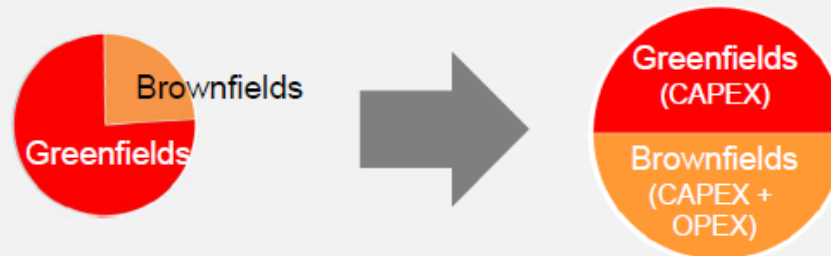 Brownfields
Greenfields
Greenfields
(CAPEX)
Brownfields
(CAPEX +
OPEX)